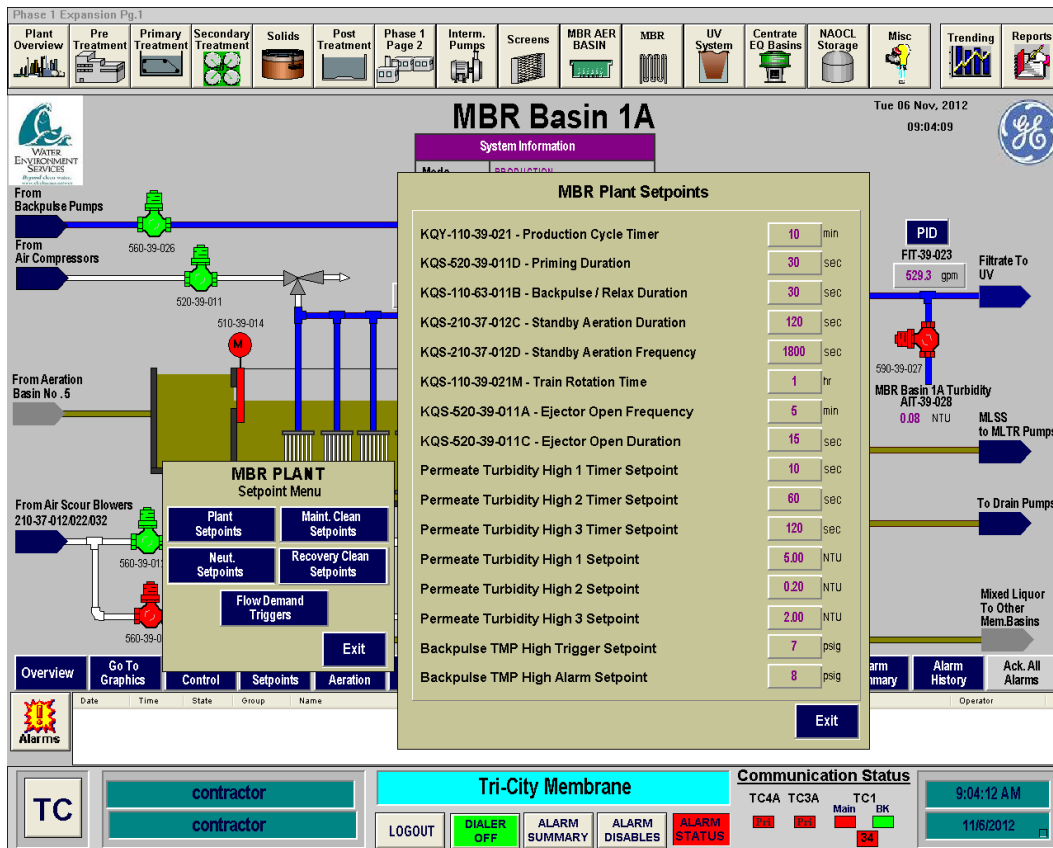 Phase 1 Expansion Pg.1
Plant
Overview
Pre
Treatment
Primary
Treatment
Secondary
Treatment
Solids
Post
Treatment
Phase 1
Page 2
Interm.
Pumps
Screens
MBR AER
BASIN
MBR
UV
System
Centrate
EQ Basins
NAOCL
Storage
Misc
Trending
Reports
WATER
ENVIRONMENT
SERVICES
MBR Basin 1A
Tue 06 Nov, 2012
09:04:09
System Information
Mode PRODUCTION
From
Backpulse Pumps
560-39-026
From
Air Compressors
520-39-011
510-39-014
M
From Aeration
Basin No .5
From Air Scour Blowers
210-37-012/022/032
MBR Plant Setpoints
KQY-110-39-021 - Production Cycle Timer 10 min
KQS-520-39-011D - Priming Duration 30 sec
KQS-110-63-011B - Backpulse / Relax Duration 30 sec
KQS-210-37-012C - Standby Aeration Duration 120 sec
KQS-210-37-012D - Standby Aeration Frequency 1800 sec
KQS-110-39-021M - Train Rotation Time 1 hr
KQS-520-39-011A - Ejector Open Frequency 5 min
KQS-520-39-011C - Ejector Open Duration 15 sec
Permeate Turbidity High 1 Timer Setpoint 10 sec
Permeate Turbidity High 2 Timer Setpoint 60 sec
Permeate Turbidity High 3 Timer Setpoint 120 sec
Permeate Turbidity High 1 Setpoint 5.00 NTU
Permeate Turbidity High 2 Setpoint 0.20 NTU
Permeate Turbidity High 3 Setpoint 2.00 NTU
Backpulse TMP High Trigger Setpoint 7 psig
Backpulse TMP High Alarm Setpoint 8 psig
Exit
PID
FIT-39-023
529.3 gpm
Filtrate To
UV
590-39-027
MBR Basin 1A Turbidity
AIT-39-028
0.08 NTU
MLSS
to MLTR Pumps
To Drain Pumps
Mixed Liquor
To Other
Mem.Basins
MBR PLANT
Setpoint Menu
Plant
Setpoints
Maint. Clean
Setpoints
Neut.
Setpoints
Recovery Clean
Setpoints
Flow Demand
Triggers
Exit
Overview
Go To
Graphics
Control
Setpoints
Aeration
Alarm
History
Ack. All
Alarms
Alarms
Date Time State Group Name Operator
TC
contractor
contractor
Tri-City Membrane
LOGOUT
DIALER
OFF
ALARM
SUMMARY
ALARM
DISABLES
ALARM
STATUS
Communication Status
TC4A TC3A TC1
Main BK
Pri Pri
34
9:04:12 AM
11/6/2012